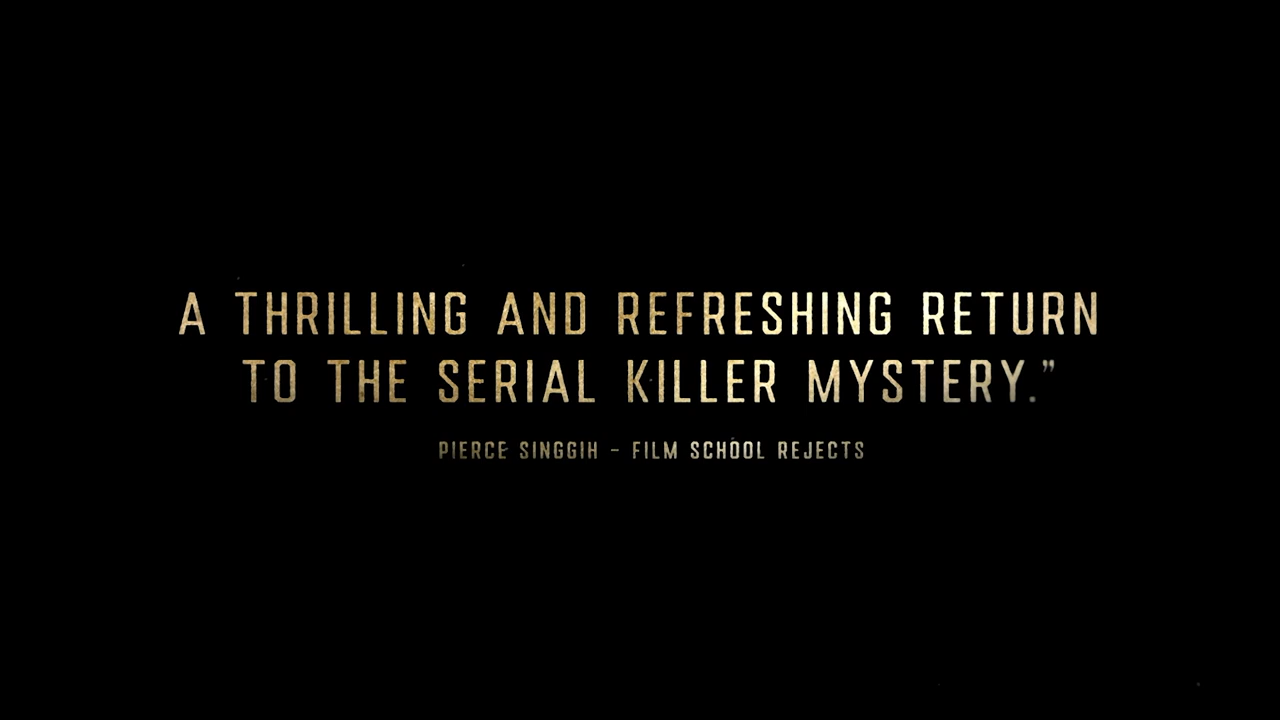 A THRILLING AND REFRESHING RETURN
TO THE SERIAL KILLER MYSTERY.”
PIERCE SINGGIH – FILM SCHOOL REJECTS